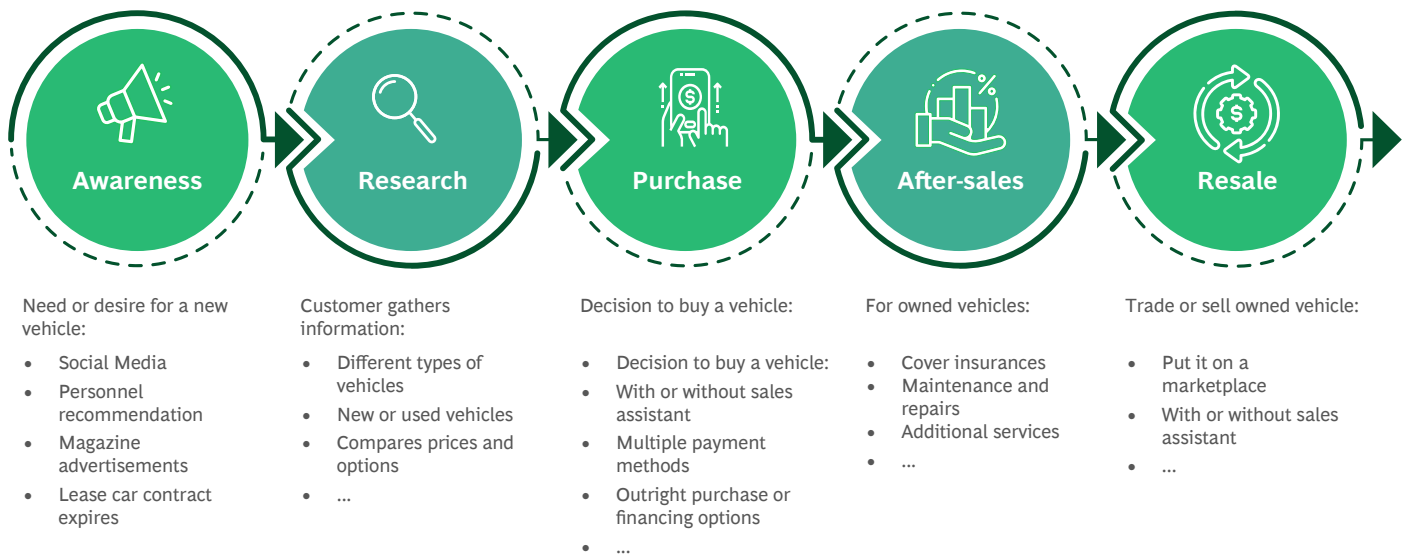 Awareness
Research
Purchase
After-sales
Resale
Need or desire for a new
vehicle:
• Social Media
• Personnel
recommendation
• Magazine
advertisements
• Lease car contract
expires
Customer gathers
information:
• Different types of
vehicles
• New or used vehicles
• Compares prices and
options
• ...
Decision to buy a vehicle:
• Decision to buy a vehicle:
• With or without sales
assistant
• Multiple payment
methods
• Outright purchase or
financing options
• ...
For owned vehicles:
• Cover insurances
• Maintenance and
repairs
• Additional services
• ...
Trade or sell owned vehicle:
• Put it on a
marketplace
• With or without sales
assistant
• ...